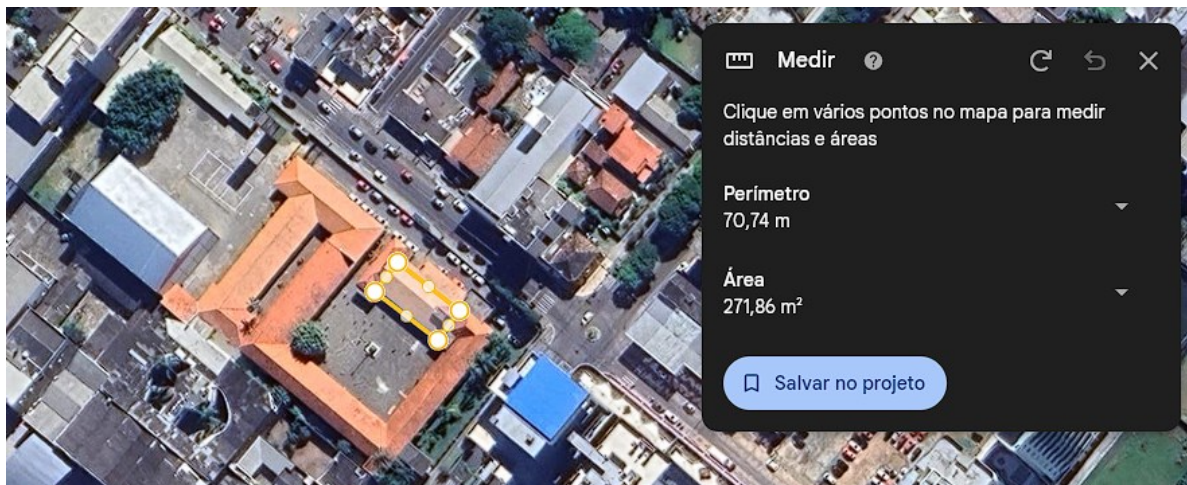 Medir
Clique em vários pontos no mapa para medir
distâncias e áreas
Perímetro
70,74 m
Área
271,86 m²
Salvar no projeto